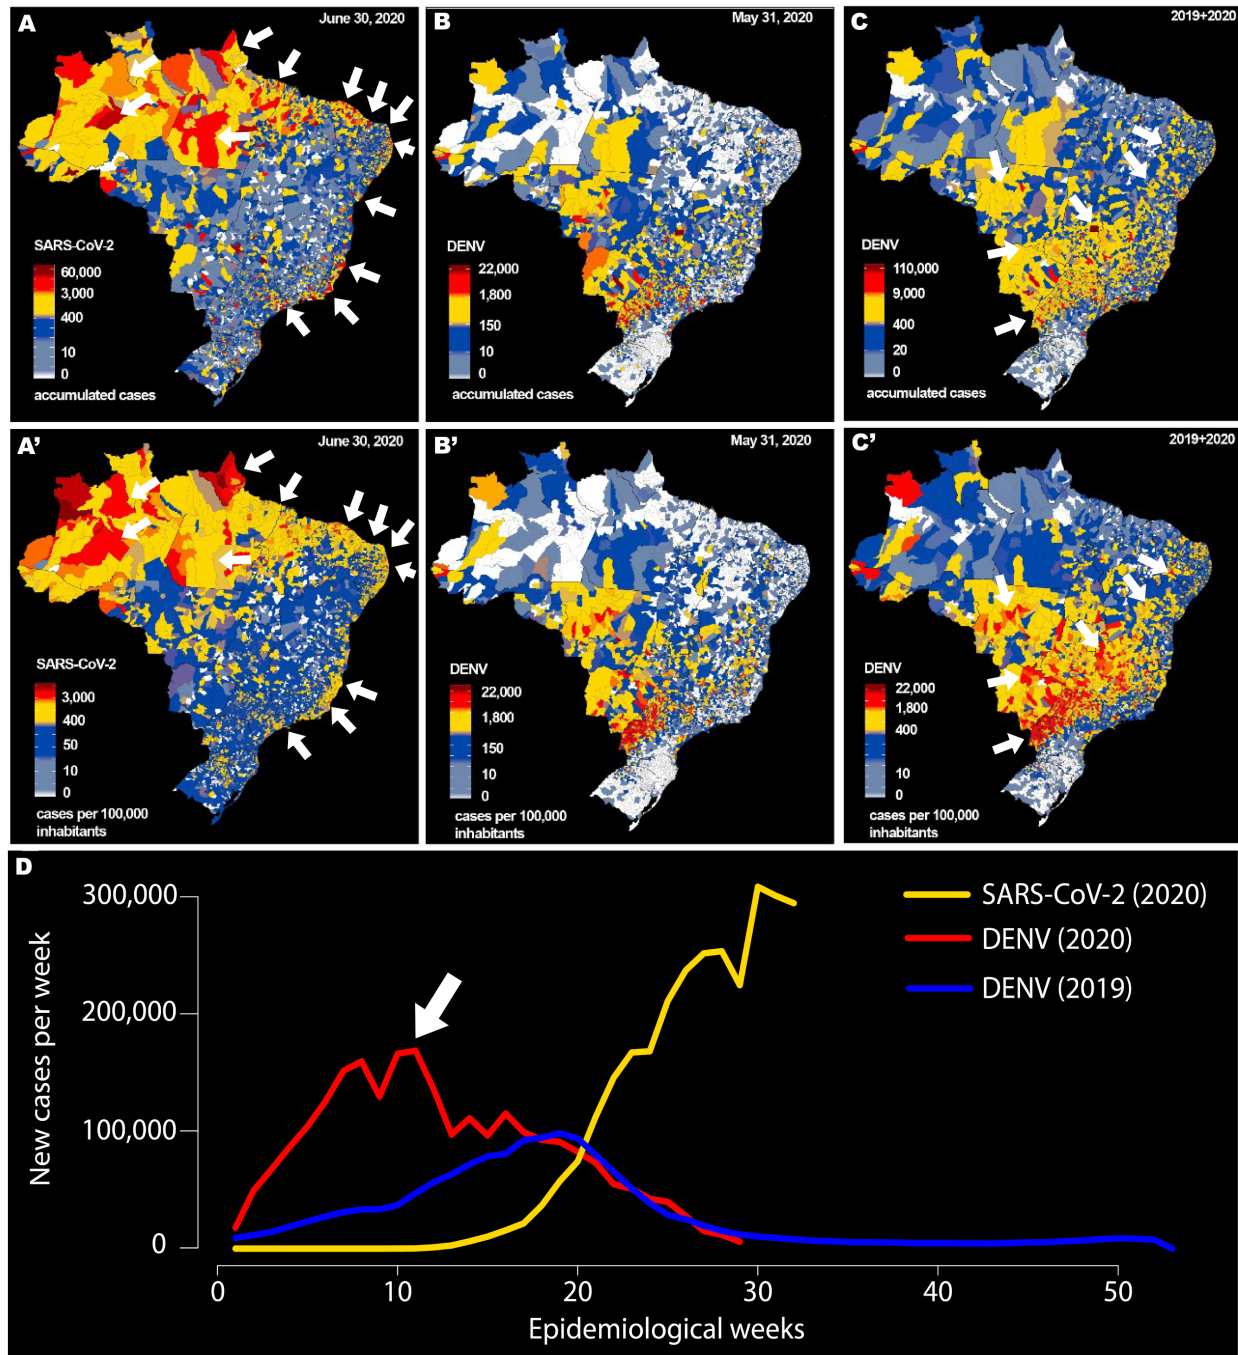 A
June 30, 2020
SARS-CoV-2
60,000
3,000
400
10
0
accumulated cases
B
May 31, 2020
DENV
22,000
1,800
150
10
0
accumulated cases
C
2019+2020
DENV
110,000
9,000
400
20
0
accumulated cases
A’
June 30, 2020
SARS-CoV-2
3,000
400
50
10
0
cases per 100,000
inhabitants
B’
May 31, 2020
DENV
22,000
1,800
150
10
0
cases per 100,000
inhabitants
C’
2019+2020
DENV
22,000
1,800
400
10
0
cases per 100,000
inhabitants
D
New cases per week
300,000
200,000
100,000
0
SARS-CoV-2 (2020)
DENV (2020)
DENV (2019)
0 10 20 30 40 50
Epidemiological weeks